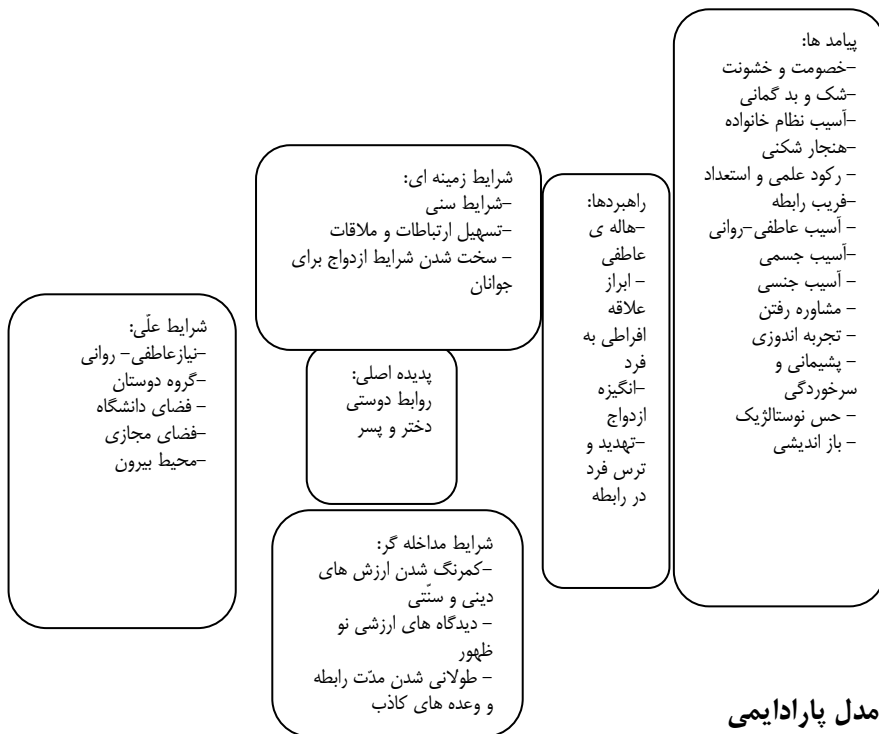 پیامد ها:
-خصومت و خشونت
-شک و بد گمانی
-آسیب نظام خانواده
-هنجار شکنی
- رکود علمی و استعداد
-فریب رابطه
- آسیب عاطفی-روانی
-آسیب جسمی
- آسیب جنسی
- مشاوره رفتن
- تجربه اندوزی
- پشیمانی و
سرخوردگی
- حس نوستالژیک
- باز اندیشی
راهبردها:
-هاله ی
عاطفی
- ابراز
علاقه
افراطی به
فرد
-انگیزه
ازدواج
-تهدید و
ترس فرد
در رابطه
شرایط زمینه ای:
-شرایط سنی
-تسهیل ارتباطات و ملاقات
- سخت شدن شرایط ازدواج برای
جوانان
پدیده اصلی:
روابط دوستی
دختر و پسر
شرایط مداخله گر:
-کمرنگ شدن ارزش های
دینی و سنّتی
- دیدگاه های ارزشی نو
ظهور
- طولانی شدن مدّت رابطه
و وعده های کاذب
شرایط علّی:
-نیازعاطفی- روانی
-گروه دوستان
- فضای دانشگاه
-فضای مجازی
-محیط بیرون
مدل پارادایمی